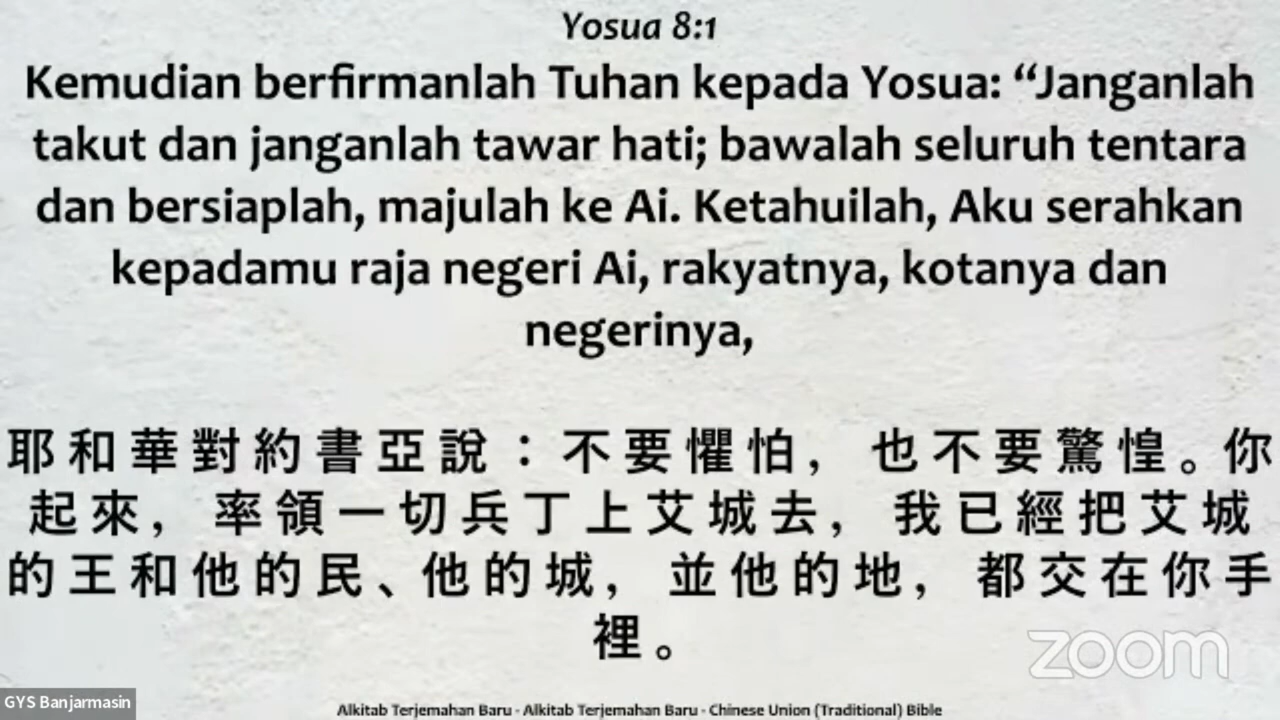 Yosua 8:1
Kemudian berfirmanlah Tuhan kepada Yosua: “Janganlah
takut dan janganlah tawar hati; bawalah seluruh tentara
dan bersiaplah, majulah ke Ai. Ketahuilah, Aku serahkan
kepadamu raja negeri Ai, rakyatnya, kotanya dan
negerinya,
耶和華對約書亞說：不要懼怕，也不要驚惶。你
起來，率領一切兵丁上艾城去，我已經把艾城
的王和他的民、他的城，並他的地，都交在你手
裡。
zoom
GYS Banjarmasin
Alkitab Terjemahan Baru - Alkitab Terjemahan Baru - Chinese Union (Traditional) Bible